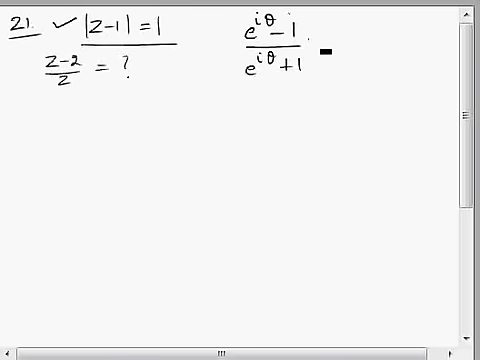 21. ✓ |z-1| = 1
(z-2)/z = ?
(e^{iθ} - 1)/(e^{iθ} + 1) =